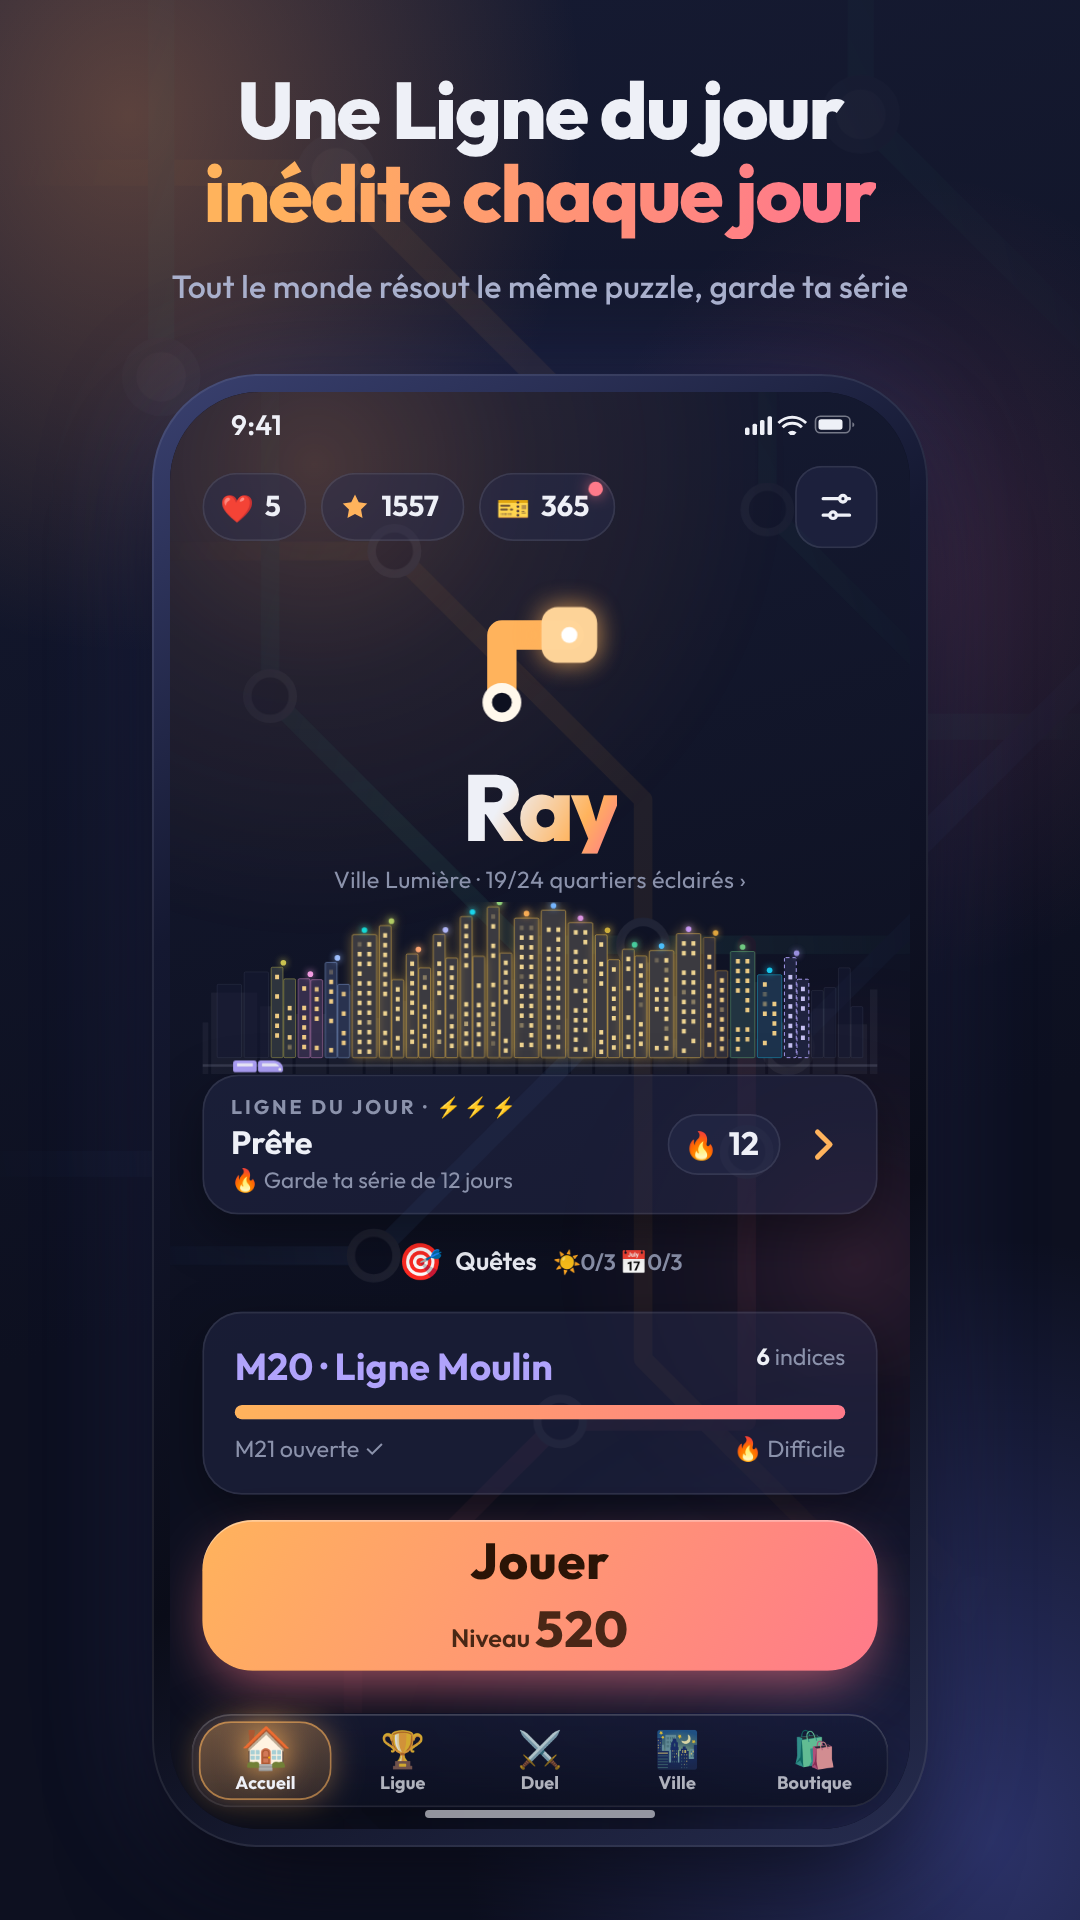 Une Ligne du jour
inédite chaque jour
Tout le monde résout le même puzzle, garde ta série
9:41
❤️ 5 ⭐ 1557 🎫 365
Ray
Ville Lumière · 19/24 quartiers éclairés ›
LIGNE DU JOUR · ⚡⚡⚡
Prête
🔥 12
🔥 Garde ta série de 12 jours
🎯 Quêtes ☀️0/3 📅0/3
M20 · Ligne Moulin
6 indices
M21 ouverte ✓
🔥 Difficile
Jouer
Niveau 520
Accueil Ligue Duel Ville Boutique